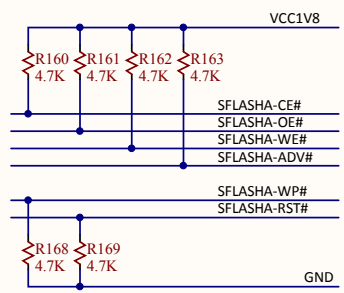 VCC1V8
R160 R161 R162 R163
4.7K 4.7K 4.7K 4.7K
SFLASHA-CE#
SFLASHA-OE#
SFLASHA-WE#
SFLASHA-ADV#
SFLASHA-WP#
SFLASHA-RST#
R168 R169
4.7K 4.7K
GND